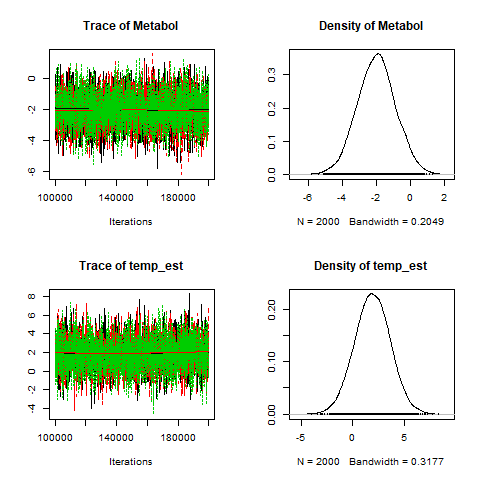 Trace of Metabol
0
-2
-4
-6
100000 140000 180000
Iterations
Density of Metabol
0.3
0.2
0.1
0.0
-6 -4 -2 0 2
N = 2000 Bandwidth = 0.2049
Trace of temp_est
8
6
4
2
0
-2
-4
100000 140000 180000
Iterations
Density of temp_est
0.20
0.10
0.00
-5 0 5
N = 2000 Bandwidth = 0.3177